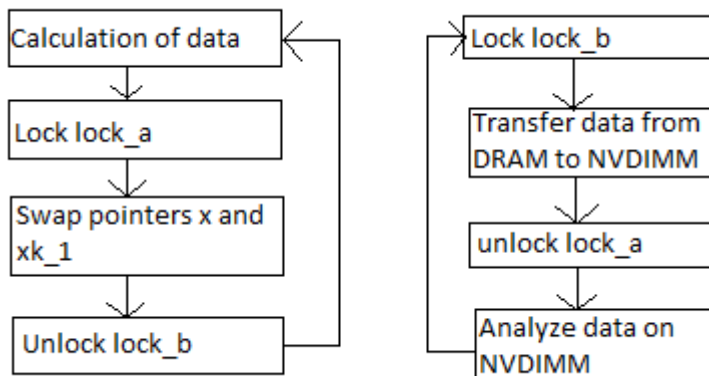 Calculation of data
Lock lock_a
Swap pointers x and
xk_1
Unlock lock_b
Lock lock_b
Transfer data from
DRAM to NVDIMM
unlock lock_a
Analyze data on
NVDIMM